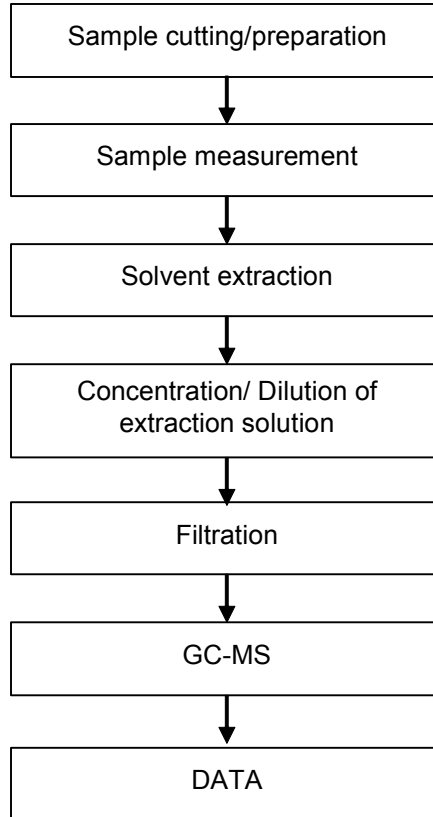 Sample cutting/preparation
Sample measurement
Solvent extraction
Concentration/ Dilution of
extraction solution
Filtration
GC-MS
DATA